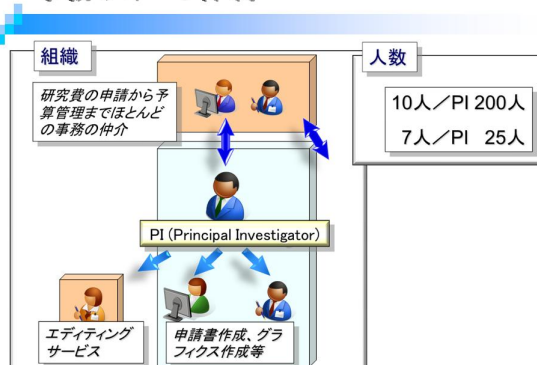 組織
人数
研究費の申請から予
算管理までほとんど
の事務の仲介
10人／PI 200人
7人／PI 25人
PI (Principal Investigator)
エディティング
サービス
申請書作成、グラ
フィクス作成等